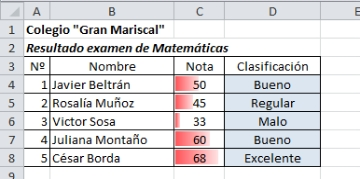 A B C D E
1 Colegio "Gran Mariscal"
2 Resultado examen de Matemáticas
3 Nº Nombre Nota Clasificación
4 1 Javier Beltrán 50 Bueno
5 2 Rosalía Muñoz 45 Regular
6 3 Victor Sosa 33 Malo
7 4 Juliana Montaño 60 Bueno
8 5 César Borda 68 Excelente